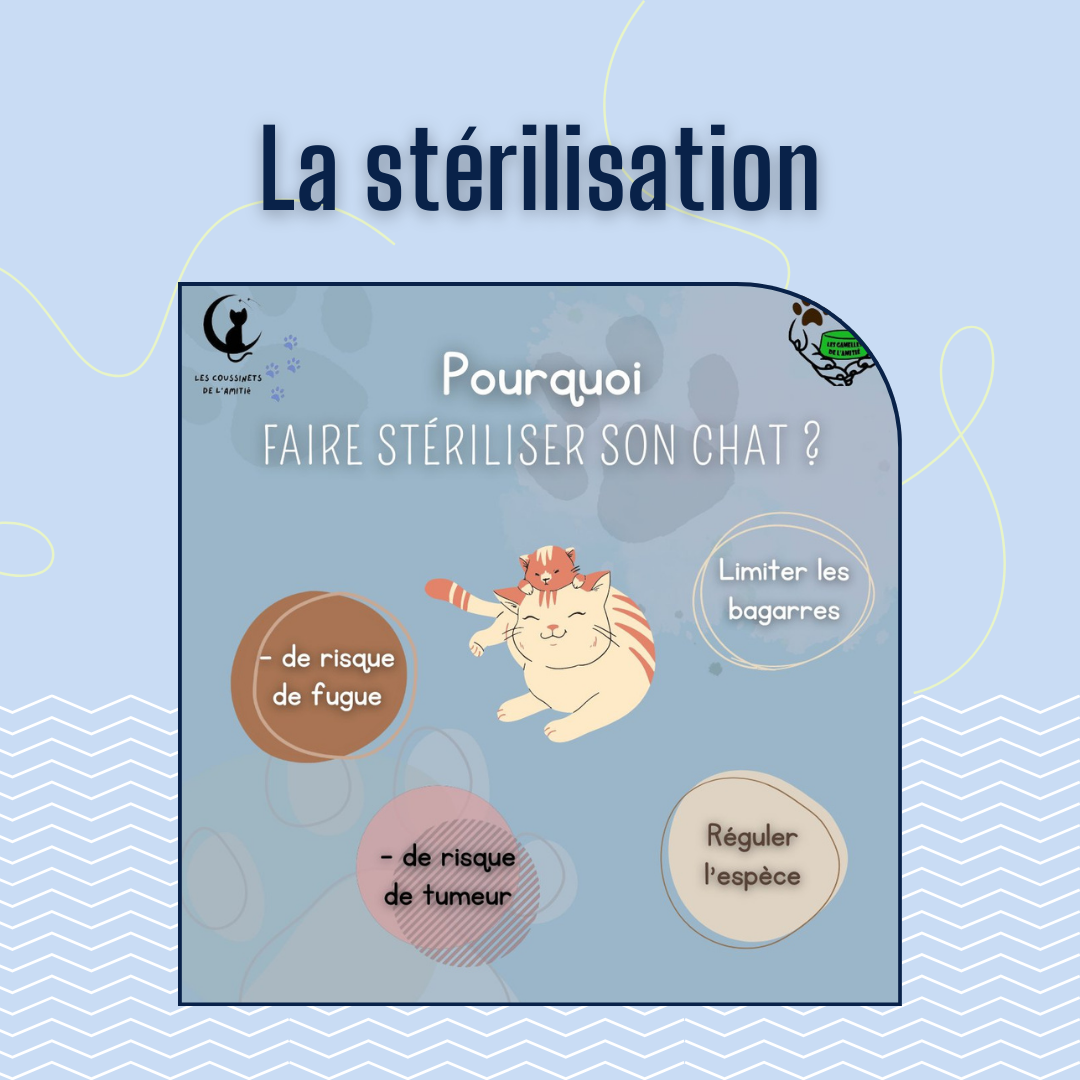 La stérilisation
LES COUSSINETS
DE L'AMITIé
LES GAMELLES
DE L'AMITIE
Pourquoi
FAIRE STÉRILISER SON CHAT ?
Limiter les
bagarres
- de risque
de fugue
- de risque
de tumeur
Réguler
l'espèce